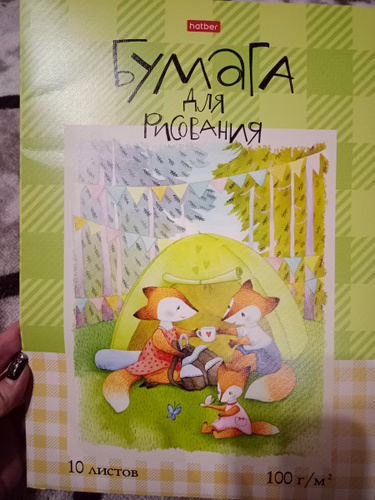 hatber
Бумага
для
рисования
10 листов
100 г/м²